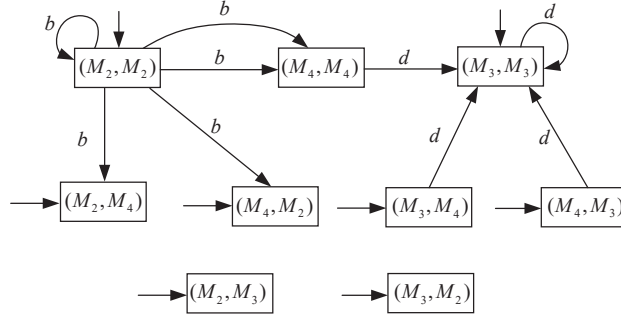 b b d
(M₂, M₂) b (M₄, M₄) d (M₃, M₃)
b b d d
(M₂, M₄) (M₄, M₂) (M₃, M₄) (M₄, M₃)
(M₂, M₃) (M₃, M₂)